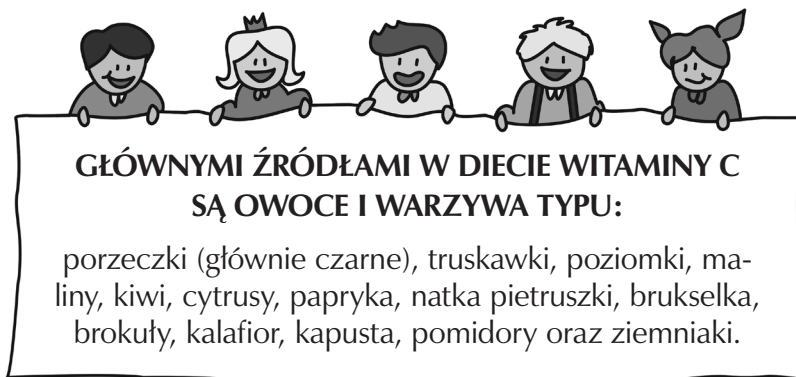 GŁÓWNYMI ŹRÓDŁAMI W DIECIE WITAMINY C
SĄ OWOCE I WARZYWA TYPU:
porzeczki (głównie czarne), truskawki, poziomki, ma-
liny, kiwi, cytrusy, papryka, natka pietruszki, brukselka,
brokuły, kalafior, kapusta, pomidory oraz ziemniaki.